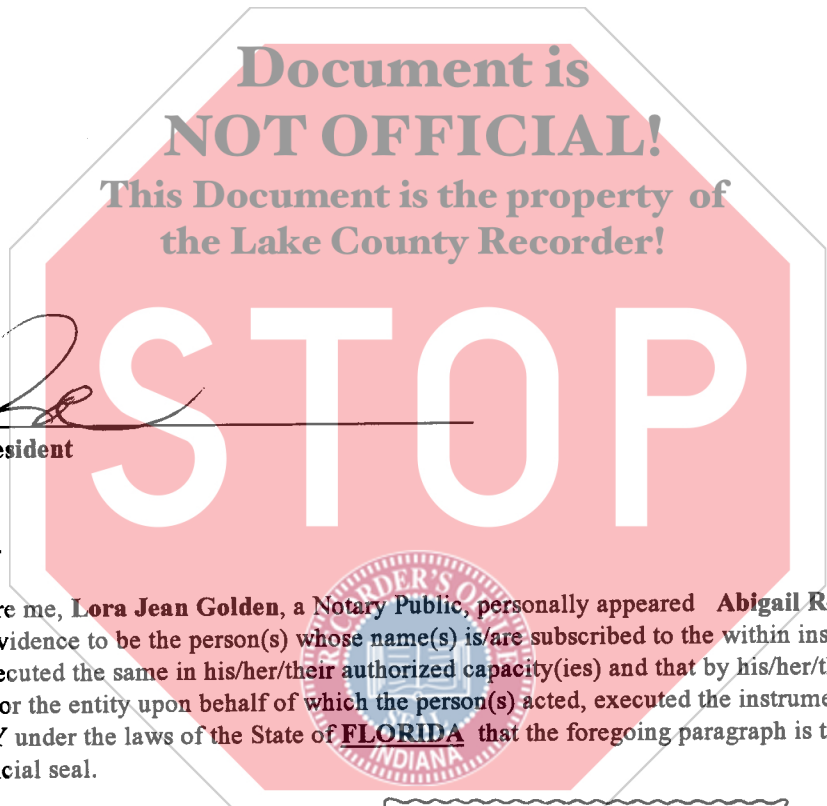 Document is
NOT OFFICIAL!
This Document is the property of
the Lake County Recorder!
STOP
esident
re me, Lora Jean Golden, a Notary Public, personally appeared Abigail R
vidence to be the person(s) whose name(s) is/are subscribed to the within ins
ecuted the same in his/her/their authorized capacity(ies) and that by his/her/t
or the entity upon behalf of which the person(s) acted, executed the instrume
Y under the laws of the State of FLORIDA that the foregoing paragraph is t
cial seal.
RECORDER'S OFFICE
SEAL
INDIANA